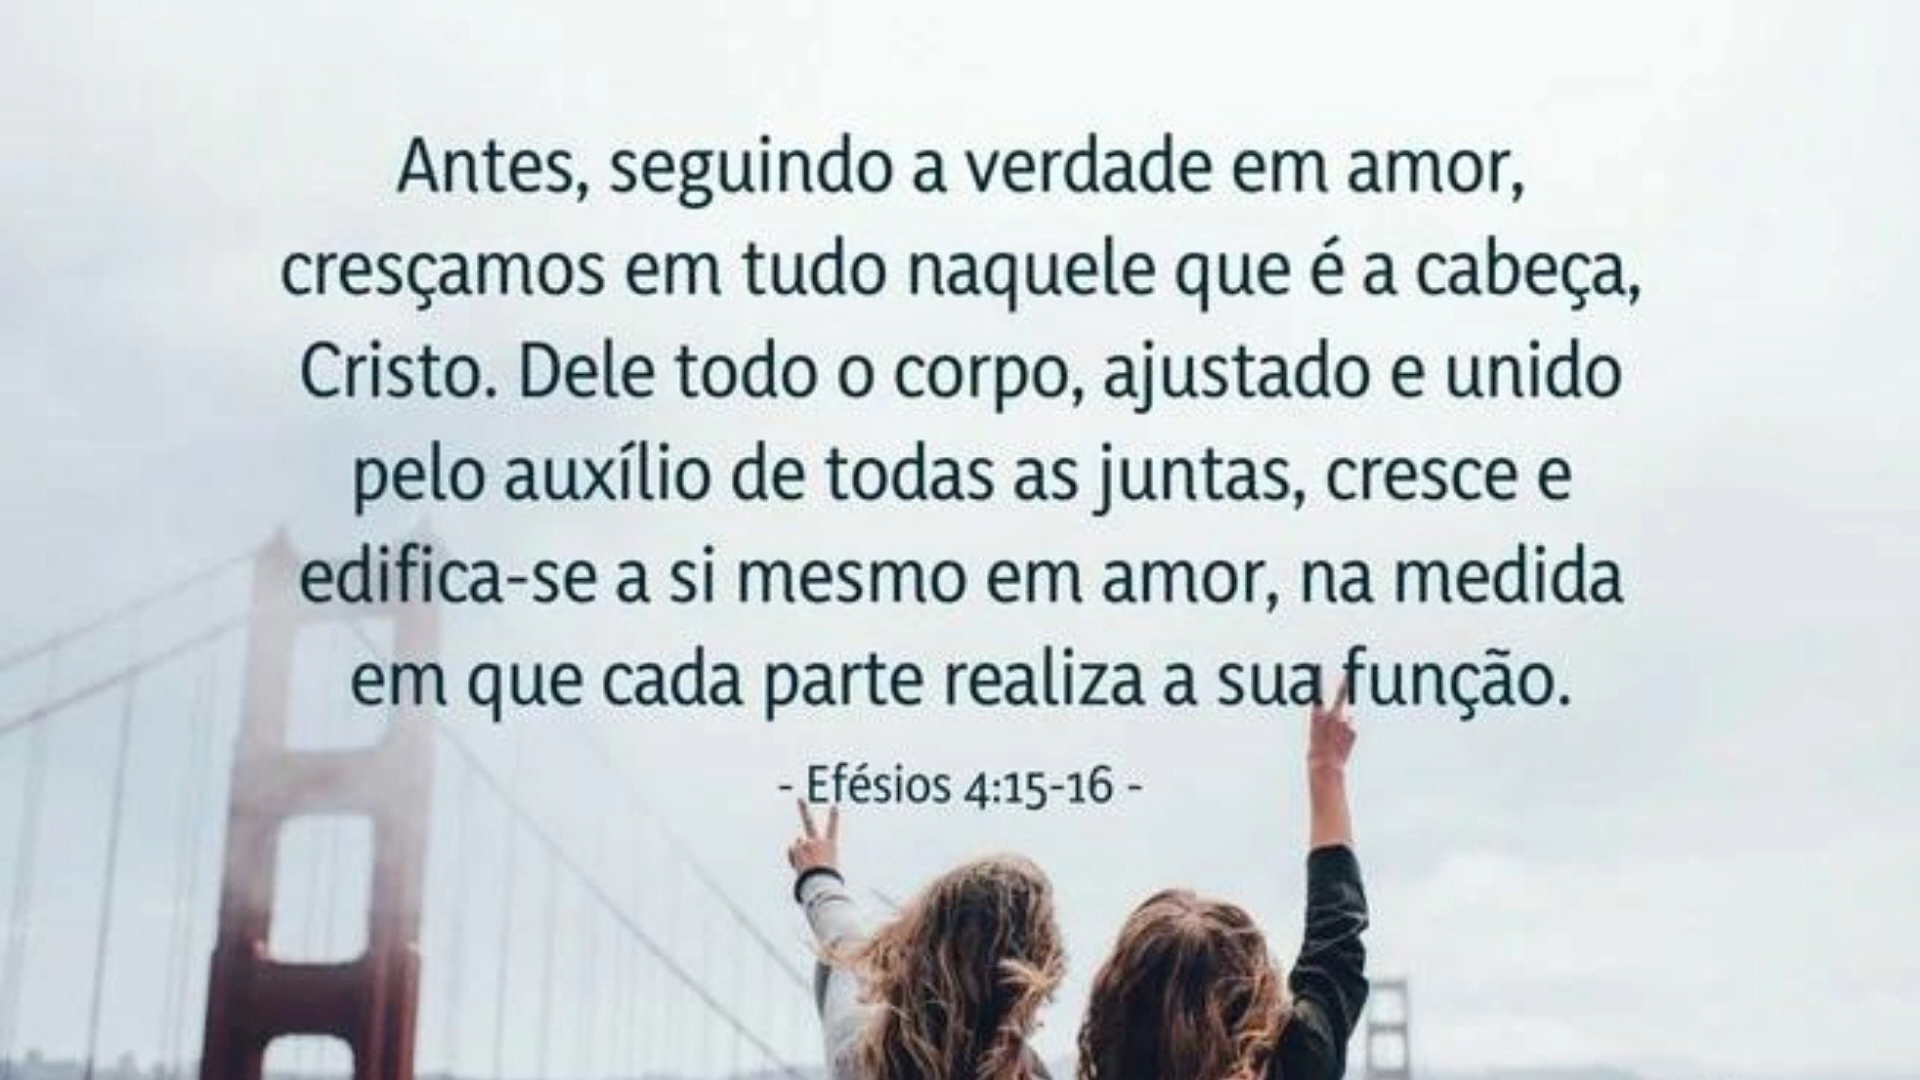 Antes, seguindo a verdade em amor,
cresçamos em tudo naquele que é a cabeça,
Cristo. Dele todo o corpo, ajustado e unido
pelo auxílio de todas as juntas, cresce e
edifica-se a si mesmo em amor, na medida
em que cada parte realiza a sua função.
- Efésios 4:15-16 -